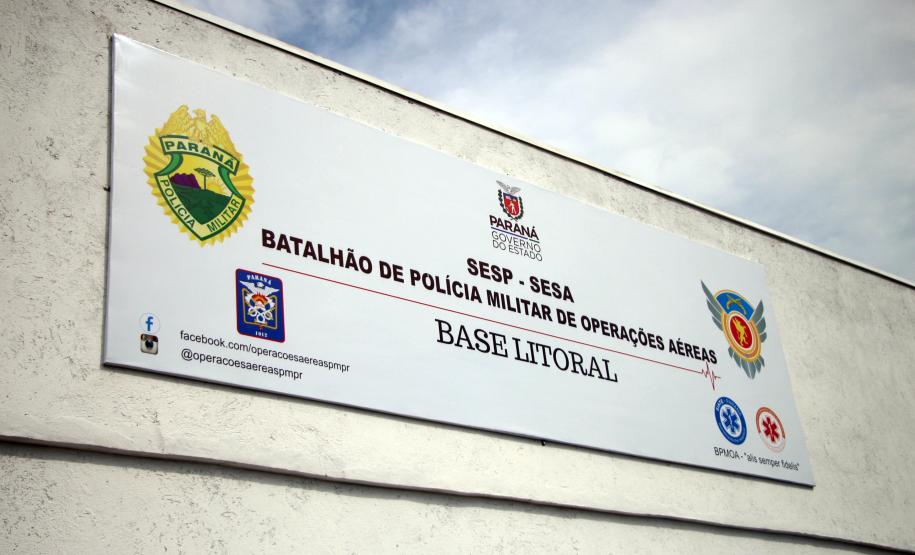 PARANÁ
POLÍCIA MILITAR
PARANÁ
GOVERNO
DO ESTADO
SESP - SESA
BATALHÃO DE POLÍCIA MILITAR DE OPERAÇÕES AÉREAS
BASE LITORAL
PARANÁ
1912
facebook.com/operacoesaereaspmpr
@operacoesaereaspmpr
BPMOA - "alis semper fidelis"